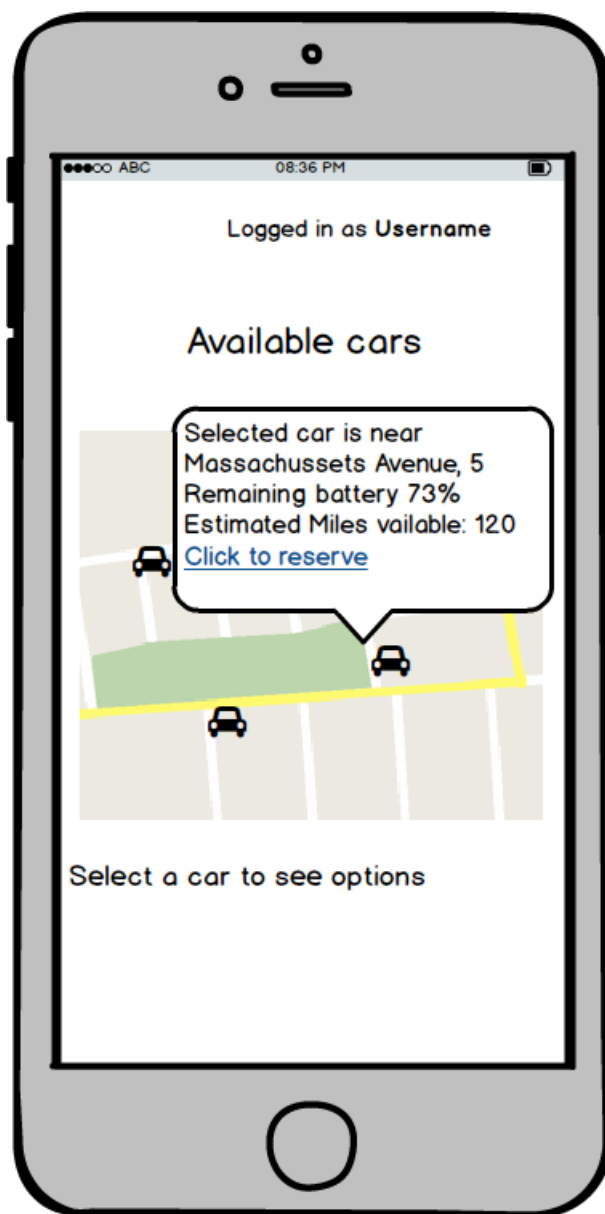 ABC 08:36 PM
Logged in as Username
Available cars
Selected car is near
Massachussets Avenue, 5
Remaining battery 73%
Estimated Miles vailable: 120
Click to reserve
Select a car to see options